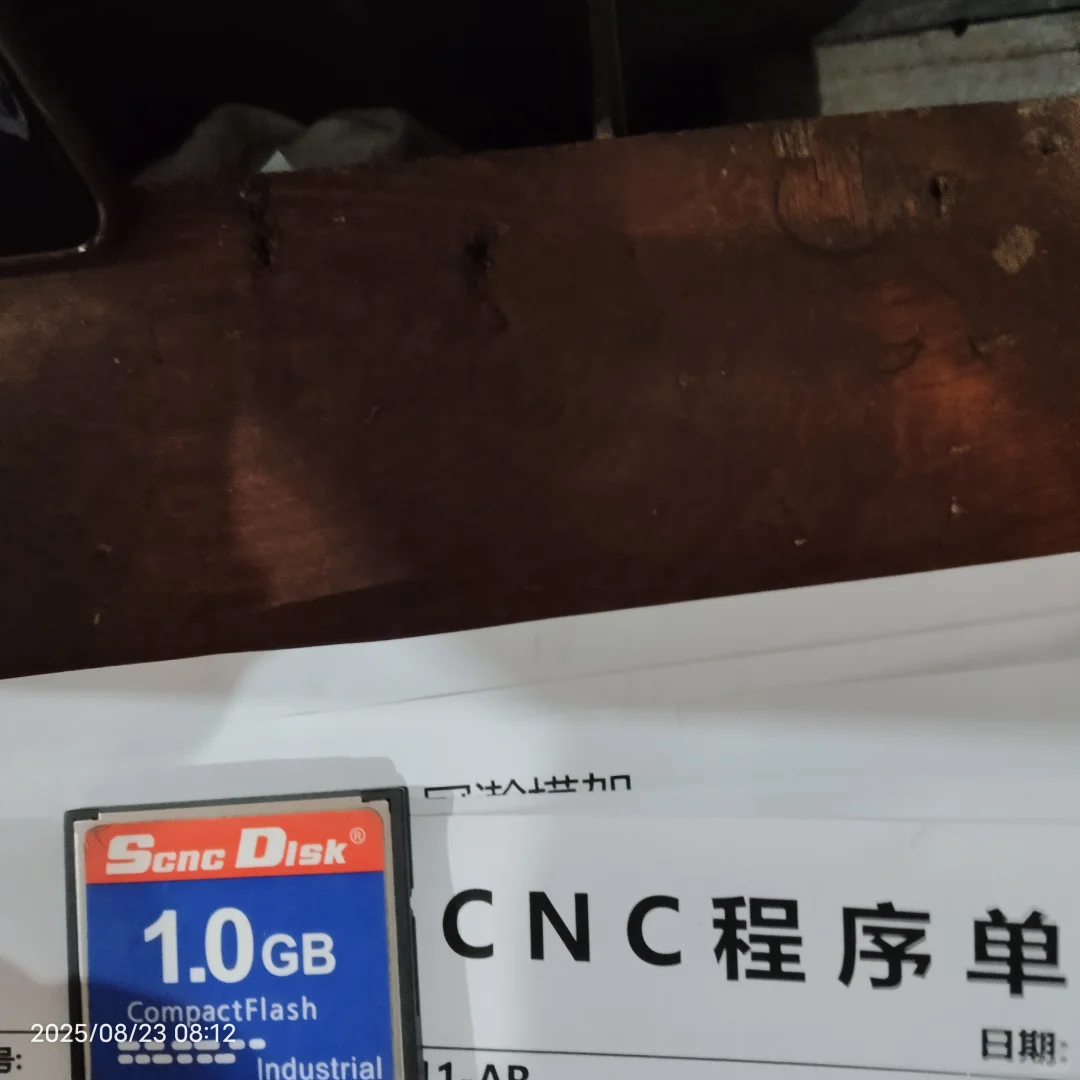 Scnc Disk®
1.0GB
CompactFlash
Industrial
CNC程序单
日期:
号:
2025/08/23 08:12